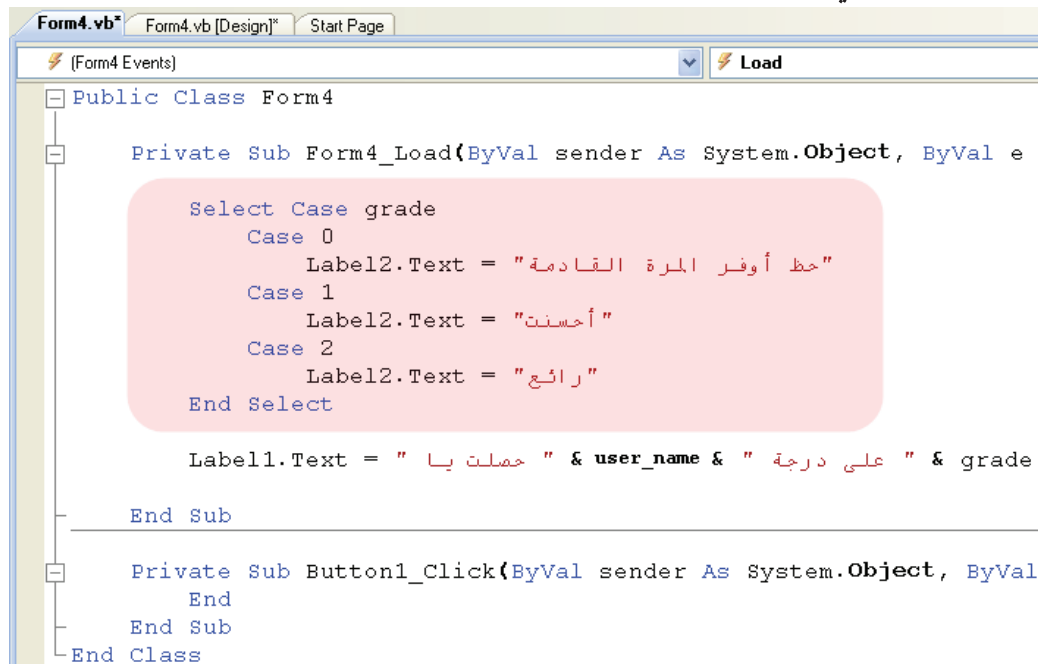 Form4.vb* Form4.vb [Design]* Start Page
(Form4 Events) Load
Public Class Form4
Private Sub Form4_Load(ByVal sender As System.Object, ByVal e
Select Case grade
Case 0
Label2.Text = "حظ أوفر المرة القادمة"
Case 1
Label2.Text = "أحسنت"
Case 2
Label2.Text = "رائع"
End Select
Label1.Text = " حصلت يا " & user_name & " على درجة " & grade
End Sub
Private Sub Button1_Click(ByVal sender As System.Object, ByVal
End
End Sub
End Class